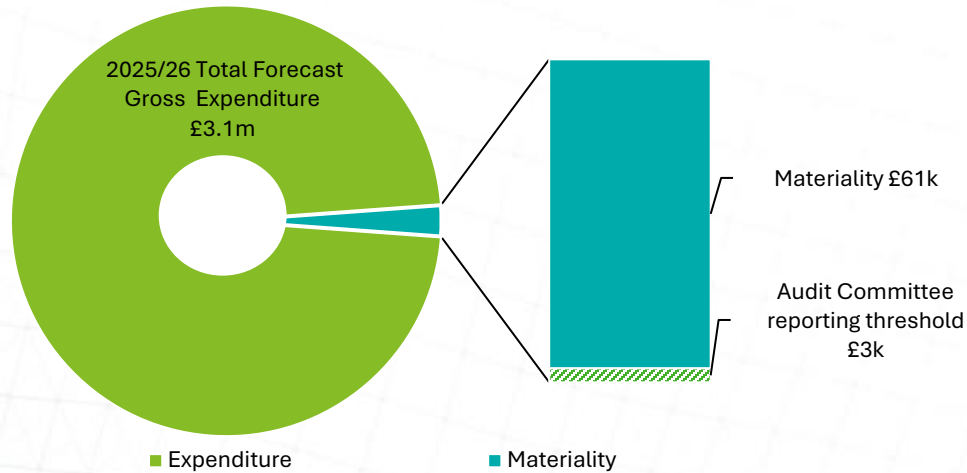 2025/26 Total Forecast
Gross Expenditure
£3.1m
Materiality £61k
Audit Committee
reporting threshold
£3k
Expenditure
Materiality